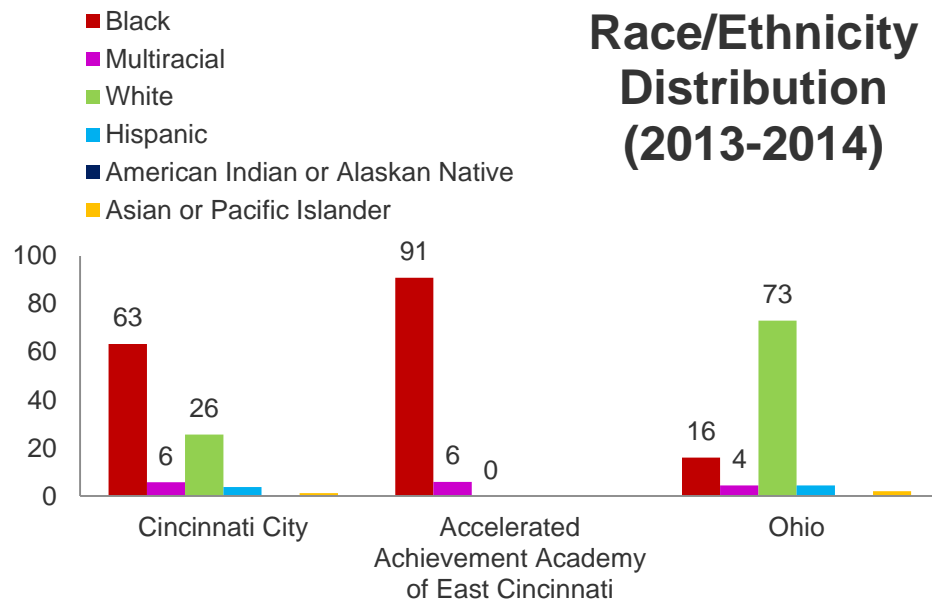 Race/Ethnicity
Distribution
(2013-2014)
Black
Multiracial
White
Hispanic
American Indian or Alaskan Native
Asian or Pacific Islander
100
80
60
40
20
0
63
6
26
91
6
0
16
4
73
Cincinnati City
Accelerated
Achievement Academy
of East Cincinnati
Ohio